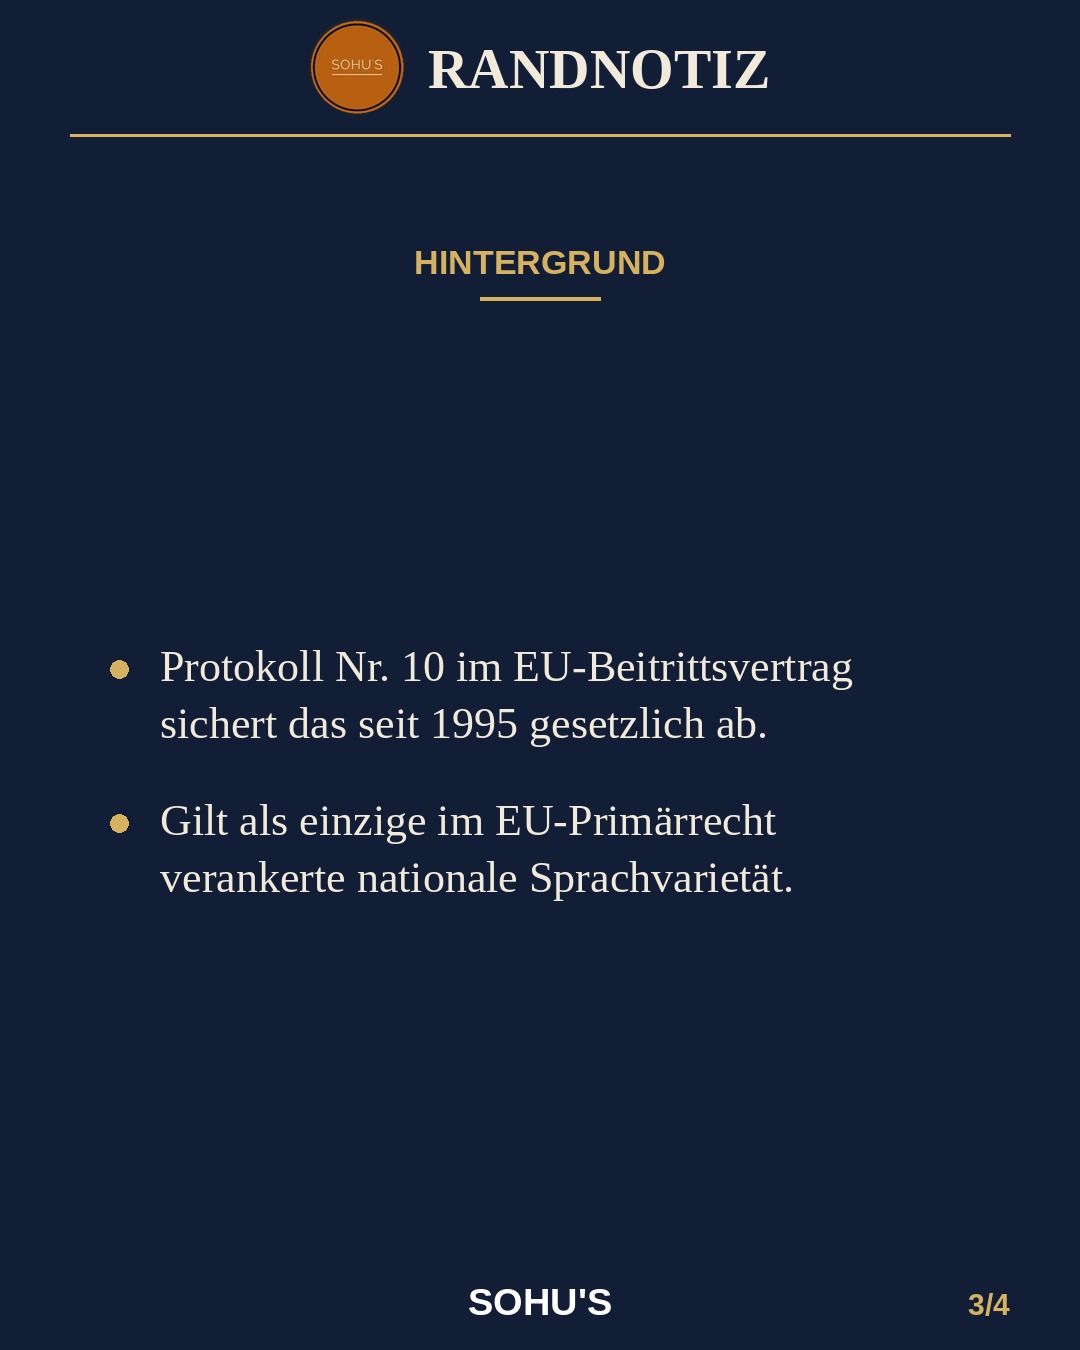 SOHU'S
RANDNOTIZ
HINTERGRUND
Protokoll Nr. 10 im EU-Beitrittsvertrag
sichert das seit 1995 gesetzlich ab.
Gilt als einzige im EU-Primärrecht
verankerte nationale Sprachvarietät.
SOHU'S
3/4